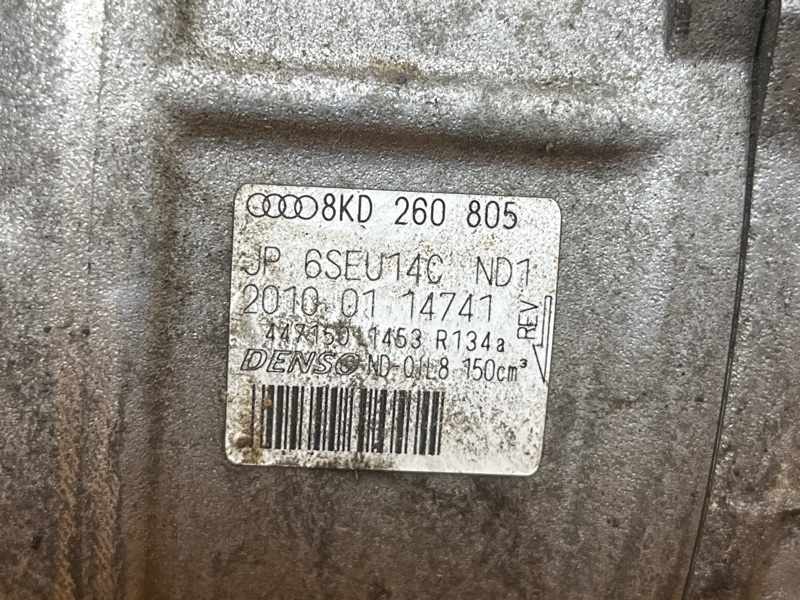 8KD 260 805
JP 6SEU14C ND1
2010 01 14741
447150-1453 R134a
REV
DENSO ND-OIL8 150cm³